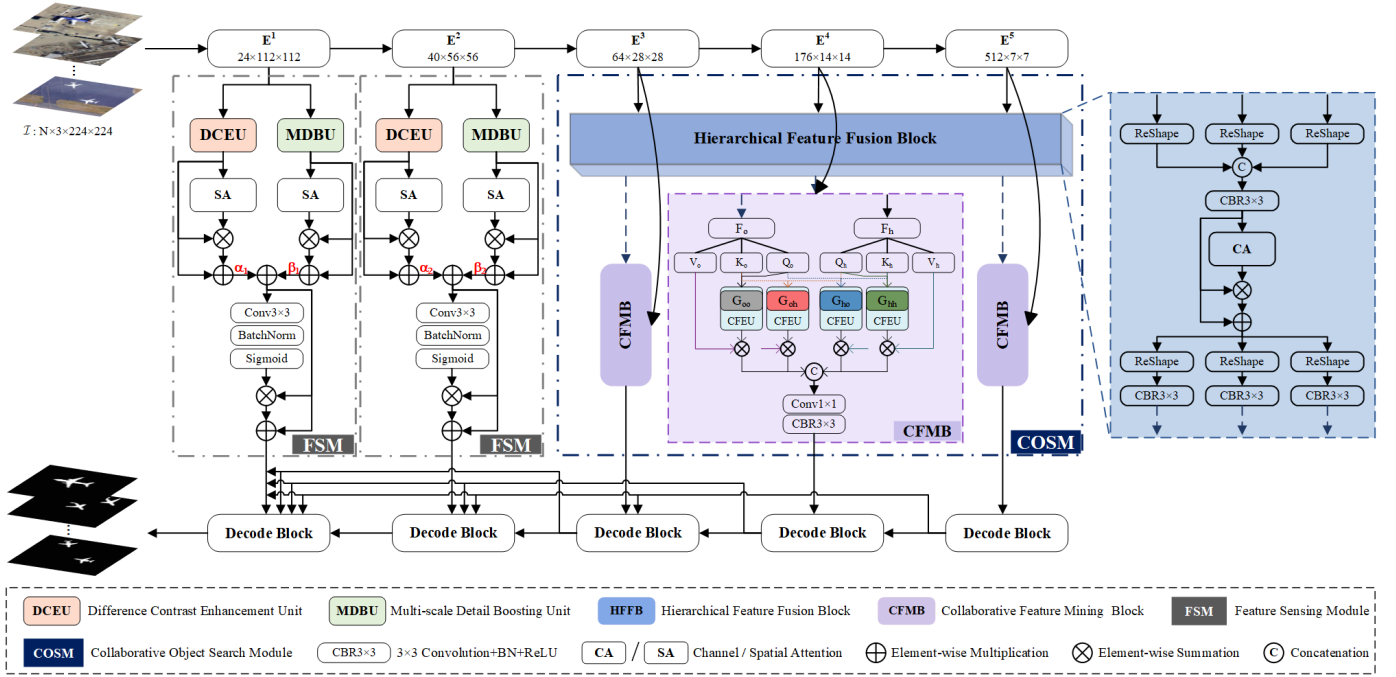 E¹
24×112×112
E²
40×56×56
E³
64×28×28
E⁴
176×14×14
E⁵
512×7×7
ℐ : N×3×224×224
DCEU
MDBU
SA
SA
α₁
β₁
Conv3×3
BatchNorm
Sigmoid
FSM
DCEU
MDBU
SA
SA
α₂
β₂
Conv3×3
BatchNorm
Sigmoid
FSM
Hierarchical Feature Fusion Block
CFMB
Fₒ
Fₕ
Vₒ
Kₒ
Qₒ
Qₕ
Kₕ
Vₕ
Gₒₒ
Gₒₕ
Gₕₒ
Gₕₕ
CFEU
CFEU
CFEU
CFEU
C
Conv1×1
CBR3×3
CFMB
CFMB
COSM
ReShape
ReShape
ReShape
C
CBR3×3
CA
ReShape
ReShape
ReShape
CBR3×3
CBR3×3
CBR3×3
Decode Block
Decode Block
Decode Block
Decode Block
Decode Block
DCEU Difference Contrast Enhancement Unit
MDBU Multi-scale Detail Boosting Unit
HFFB Hierarchical Feature Fusion Block
CFMB Collaborative Feature Mining Block
FSM Feature Sensing Module
COSM Collaborative Object Search Module
CBR3×3 3×3 Convolution+BN+ReLU
CA / SA Channel / Spatial Attention
Element-wise Multiplication
Element-wise Summation
C Concatenation